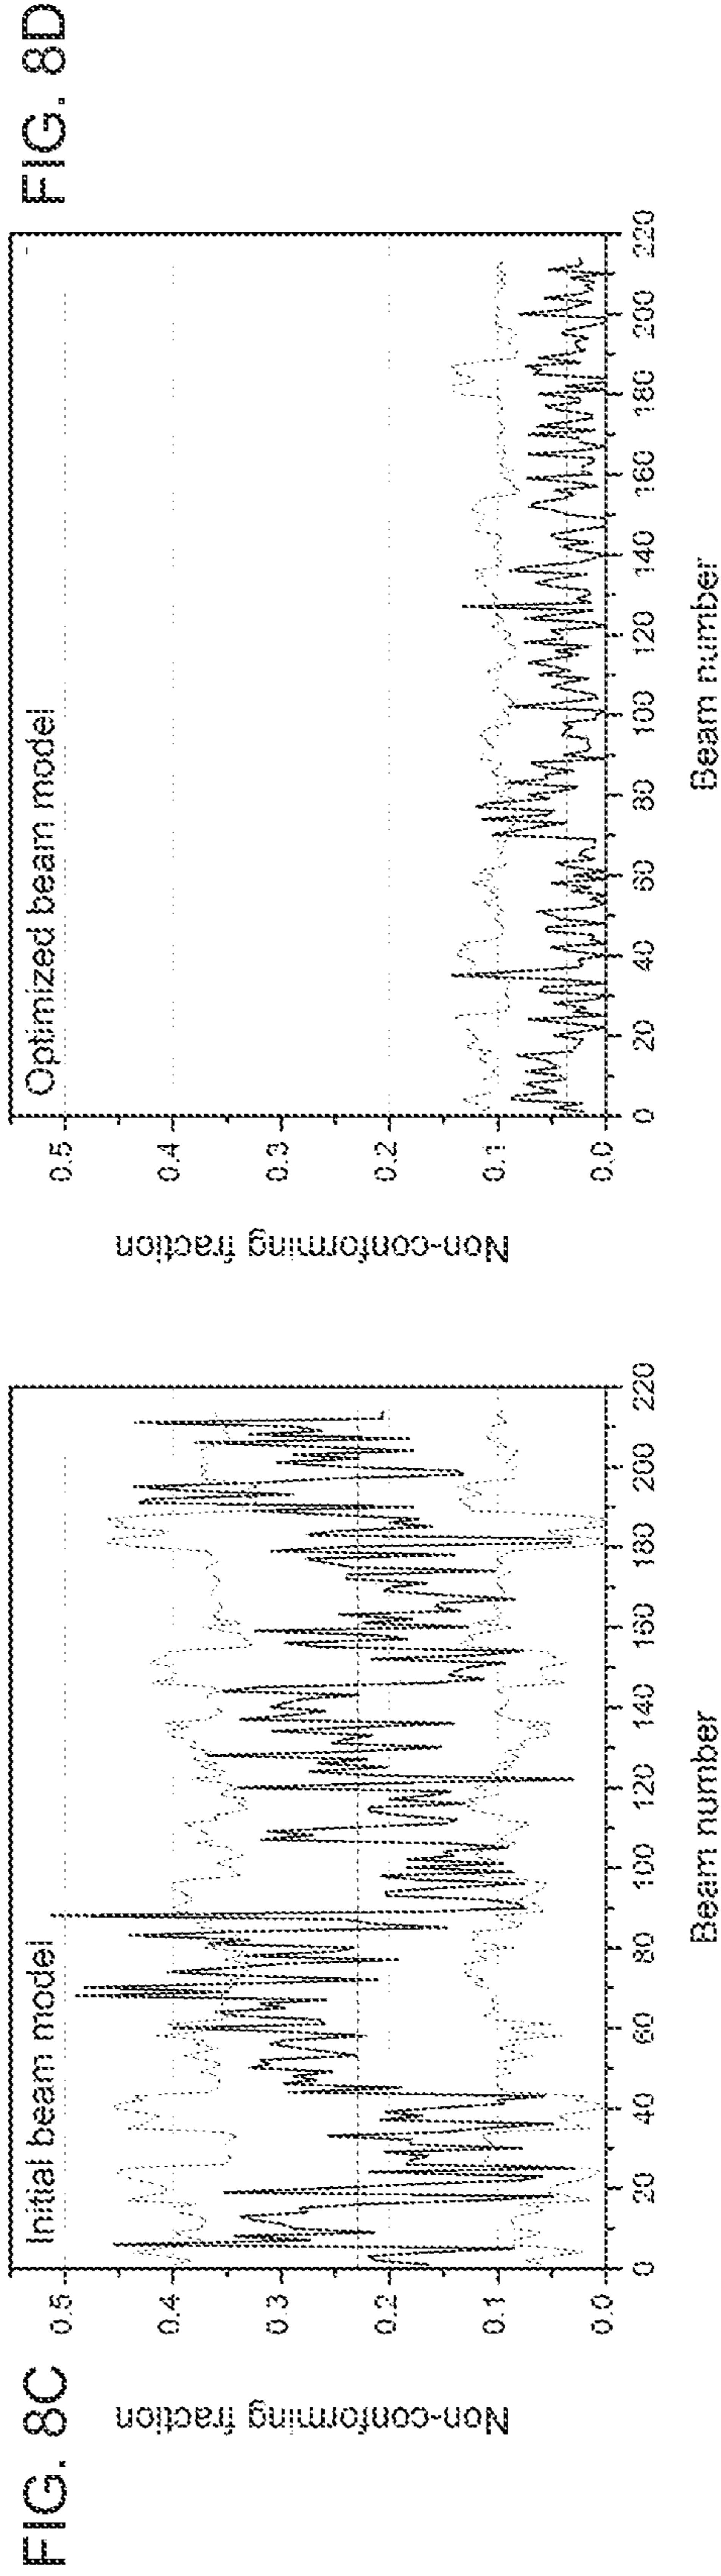 FIG. 8C
Initial beam model
Non-conforming fraction
0.5
0.4
0.3
0.2
0.1
0.0
0 20 40 60 80 100 120 140 160 180 200 220
Beam number
FIG. 8D
Optimized beam model
Non-conforming fraction
0.5
0.4
0.3
0.2
0.1
0.0
0 20 40 60 80 100 120 140 160 180 200 220
Beam number